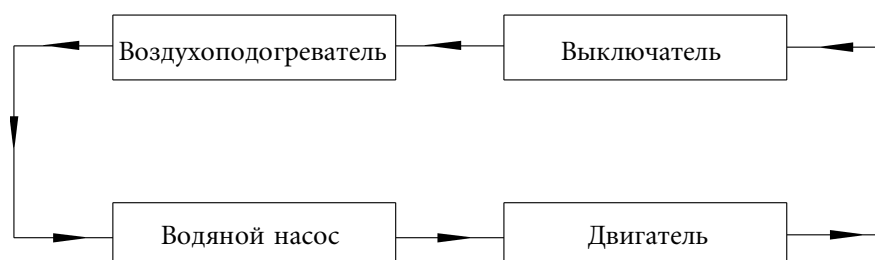 Воздухоподогреватель
Выключатель
Водяной насос
Двигатель